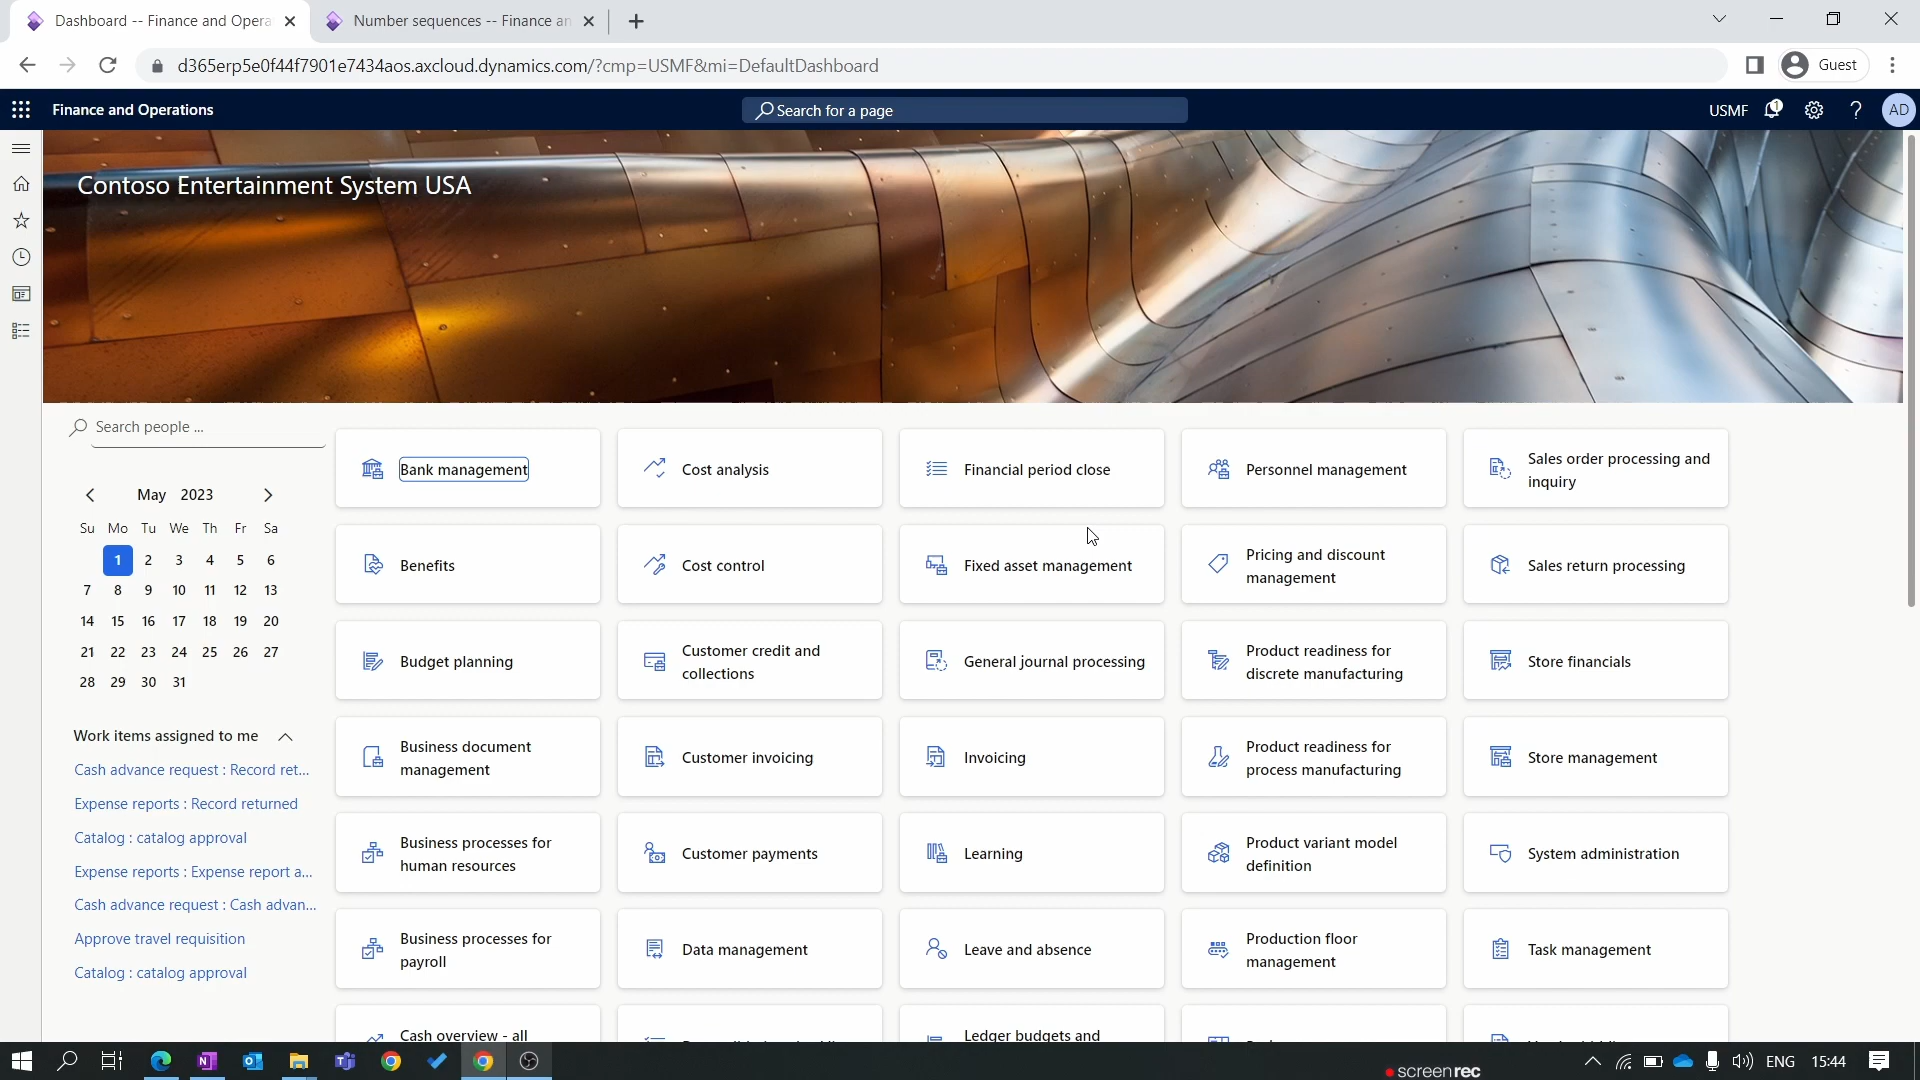 Dashboard -- Finance and Opera
Number sequences -- Finance an
d365erp5e0f44f7901e7434aos.axcloud.dynamics.com/?cmp=USMF&mi=DefaultDashboard
Guest
Finance and Operations
Search for a page
USMF
1
AD
Contoso Entertainment System USA
Search people ...
May 2023
Su Mo Tu We Th Fr Sa
1 2 3 4 5 6
7 8 9 10 11 12 13
14 15 16 17 18 19 20
21 22 23 24 25 26 27
28 29 30 31
Work items assigned to me
Cash advance request : Record ret...
Expense reports : Record returned
Catalog : catalog approval
Expense reports : Expense report a...
Cash advance request : Cash advan...
Approve travel requisition
Catalog : catalog approval
Bank management
Cost analysis
Financial period close
Personnel management
Sales order processing and
inquiry
Benefits
Cost control
Fixed asset management
Pricing and discount
management
Sales return processing
Budget planning
Customer credit and
collections
General journal processing
Product readiness for
discrete manufacturing
Store financials
Business document
management
Customer invoicing
Invoicing
Product readiness for
process manufacturing
Store management
Business processes for
human resources
Customer payments
Learning
Product variant model
definition
System administration
Business processes for
payroll
Data management
Leave and absence
Production floor
management
Task management
Cash overview - all
Ledger budgets and
screenrec
ENG
15:44